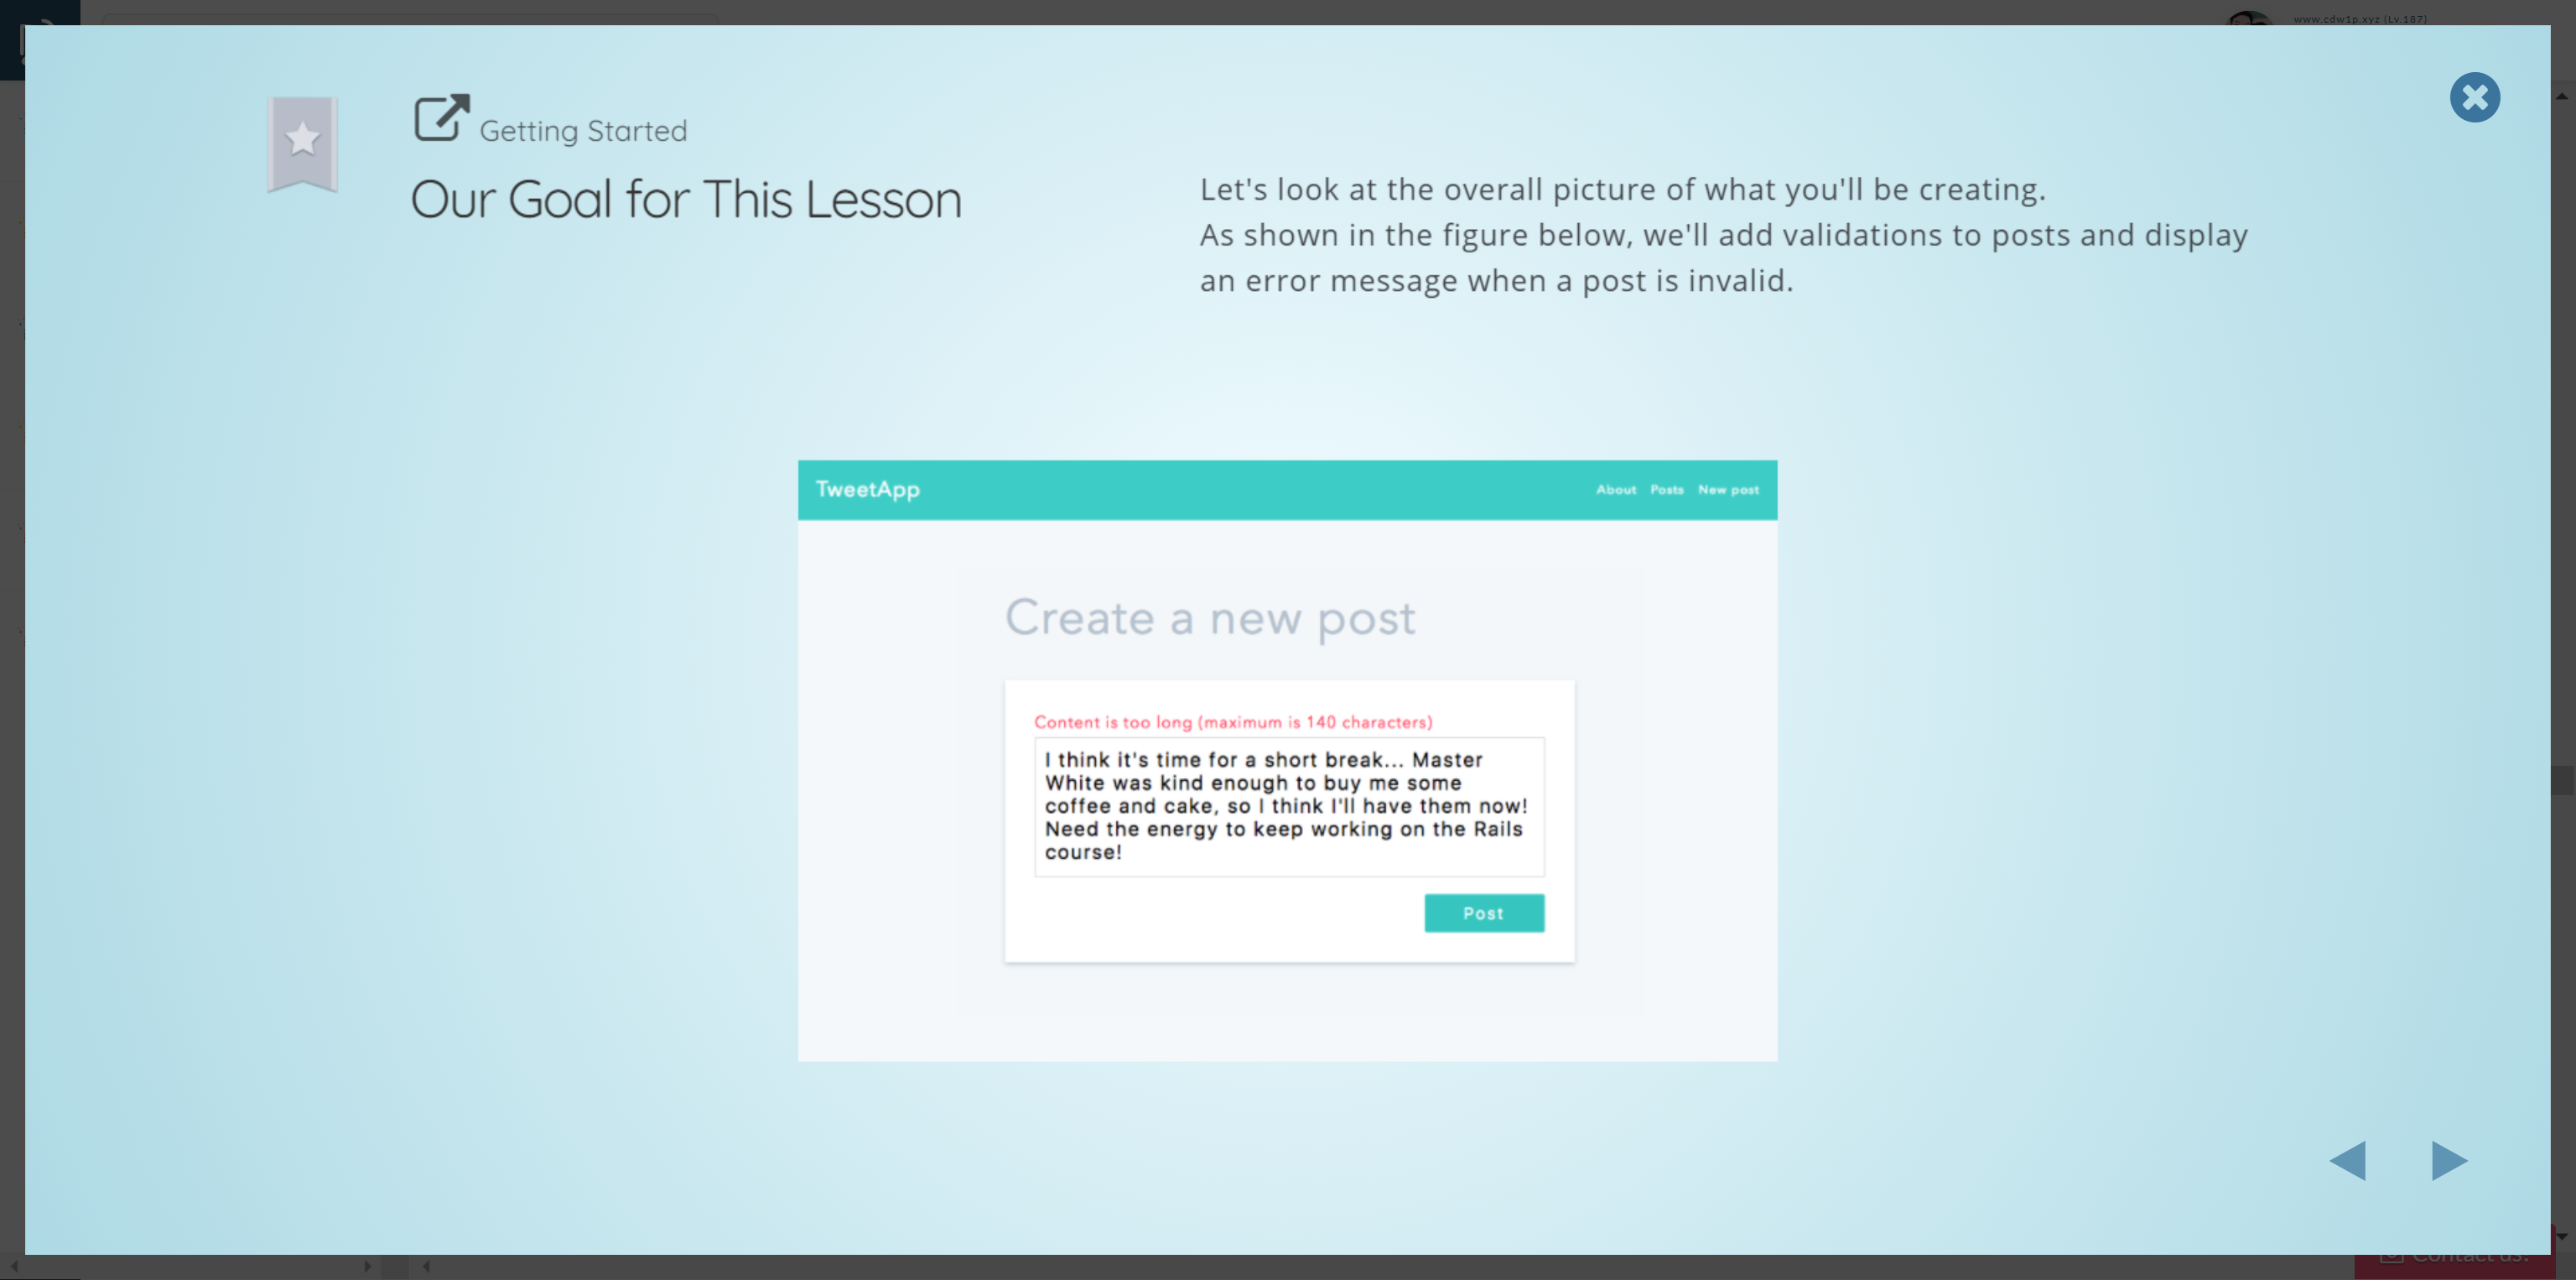 www.cdw1p.xyz (Lv.187)
Getting Started
Our Goal for This Lesson
Let's look at the overall picture of what you'll be creating.
As shown in the figure below, we'll add validations to posts and display
an error message when a post is invalid.
TweetApp
About Posts New post
Create a new post
Content is too long (maximum is 140 characters)
I think it's time for a short break... Master
White was kind enough to buy me some
coffee and cake, so I think I'll have them now!
Need the energy to keep working on the Rails
course!
Post
Contact us!